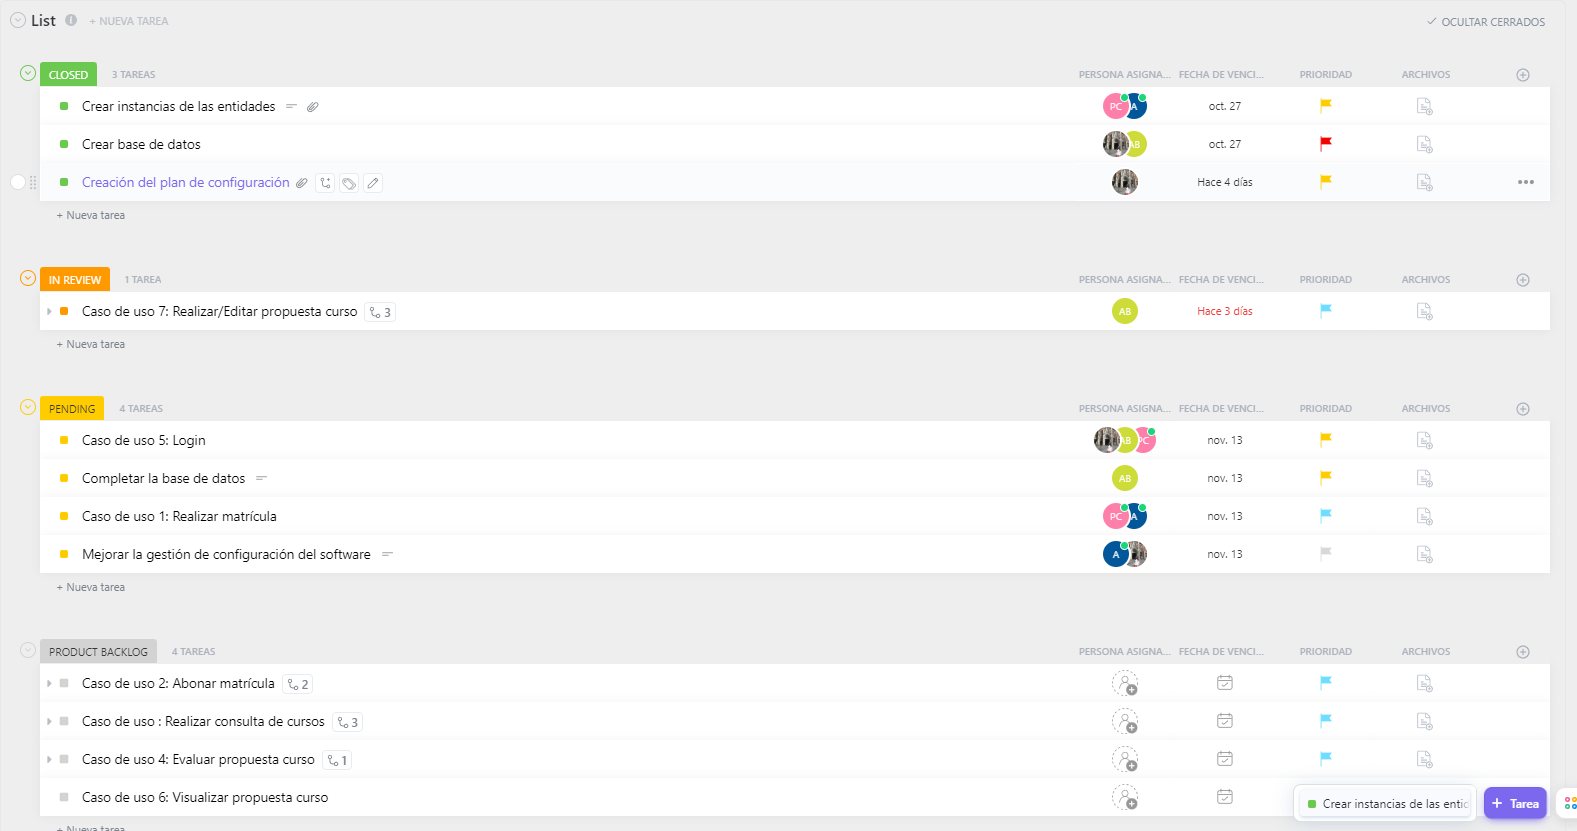 List + NUEVA TAREA OCULTAR CERRADOS
CLOSED 3 TAREAS PERSONA ASIGNA... FECHA DE VENCI... PRIORIDAD ARCHIVOS
Crear instancias de las entidades PC A oct. 27
Crear base de datos AB oct. 27
Creación del plan de configuración Hace 4 días
+ Nueva tarea
IN REVIEW 1 TAREA PERSONA ASIGNA... FECHA DE VENCI... PRIORIDAD ARCHIVOS
Caso de uso 7: Realizar/Editar propuesta curso 3 AB Hace 3 días
+ Nueva tarea
PENDING 4 TAREAS PERSONA ASIGNA... FECHA DE VENCI... PRIORIDAD ARCHIVOS
Caso de uso 5: Login AB PC nov. 13
Completar la base de datos AB nov. 13
Caso de uso 1: Realizar matrícula PC A nov. 13
Mejorar la gestión de configuración del software A nov. 13
+ Nueva tarea
PRODUCT BACKLOG 4 TAREAS PERSONA ASIGNA... FECHA DE VENCI... PRIORIDAD ARCHIVOS
Caso de uso 2: Abonar matrícula 2
Caso de uso : Realizar consulta de cursos 3
Caso de uso 4: Evaluar propuesta curso 1
Caso de uso 6: Visualizar propuesta curso
Crear instancias de las entid + Tarea
+ Nueva tarea